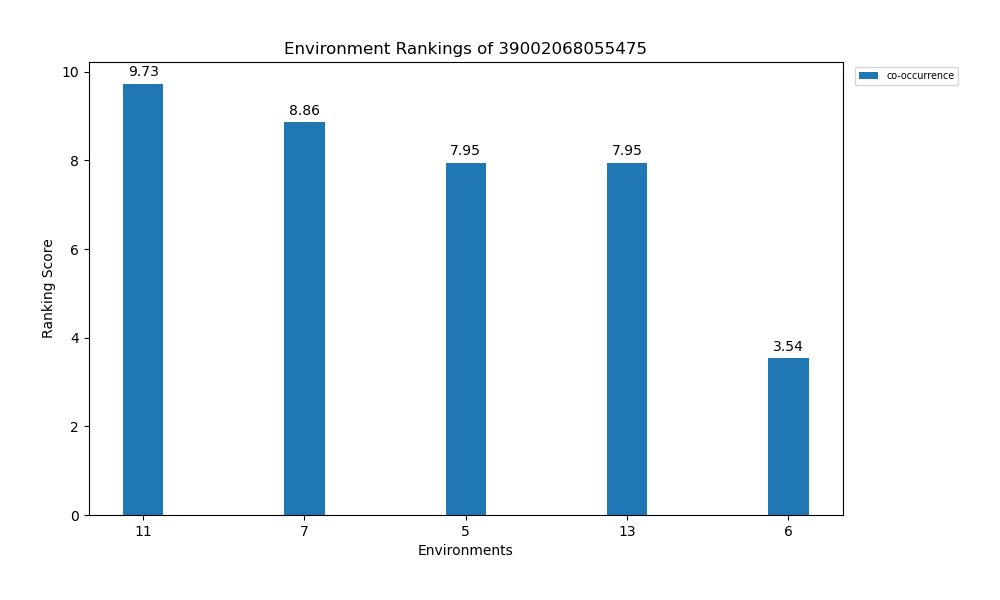 Environment Rankings of 39002068055475
co-occurrence
10
8
6
4
2
0
Ranking Score
9.73
8.86
7.95
7.95
3.54
11 7 5 13 6
Environments